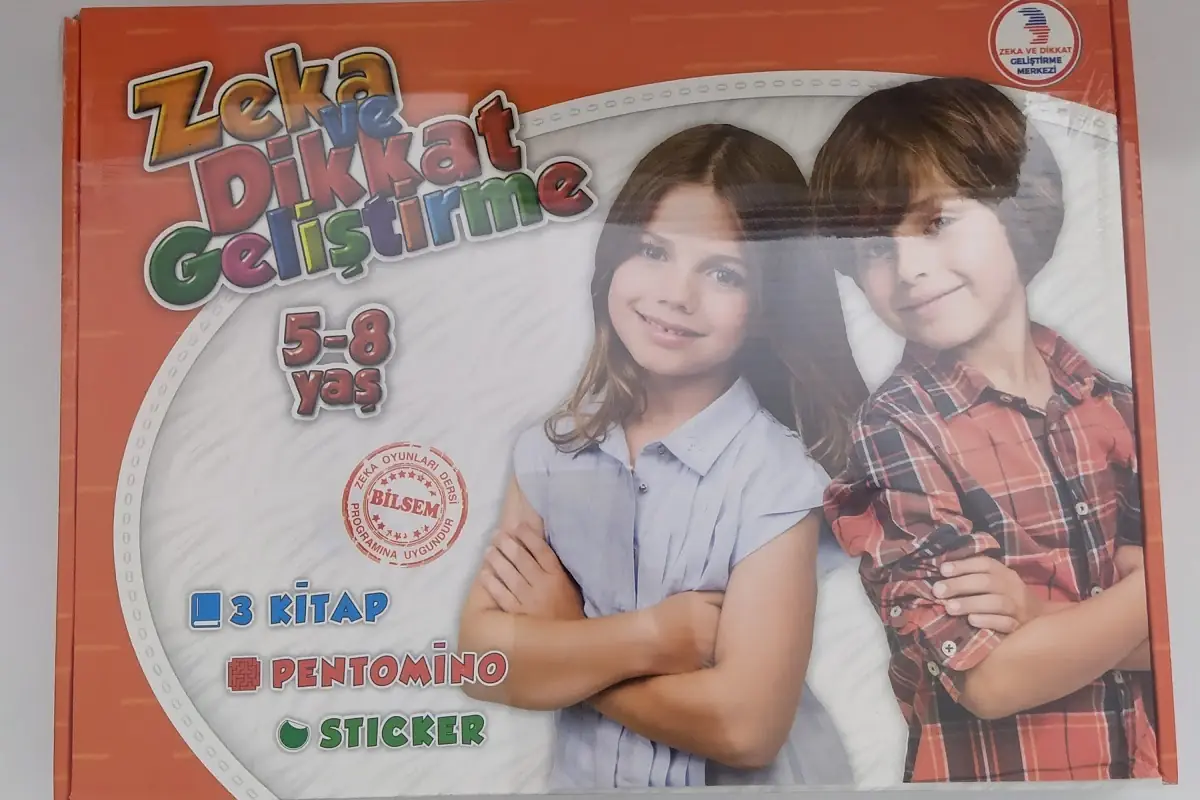 Zeka
ve
Dikkat
Geliştirme
5-8
yaş
ZEKA OYUNLARI DERSİ
BİLSEM
PROGRAMINA UYGUNDUR
3 KİTAP
PENTOMİNO
STICKER
ZEKA VE DİKKAT
GELİŞTİRME
MERKEZİ